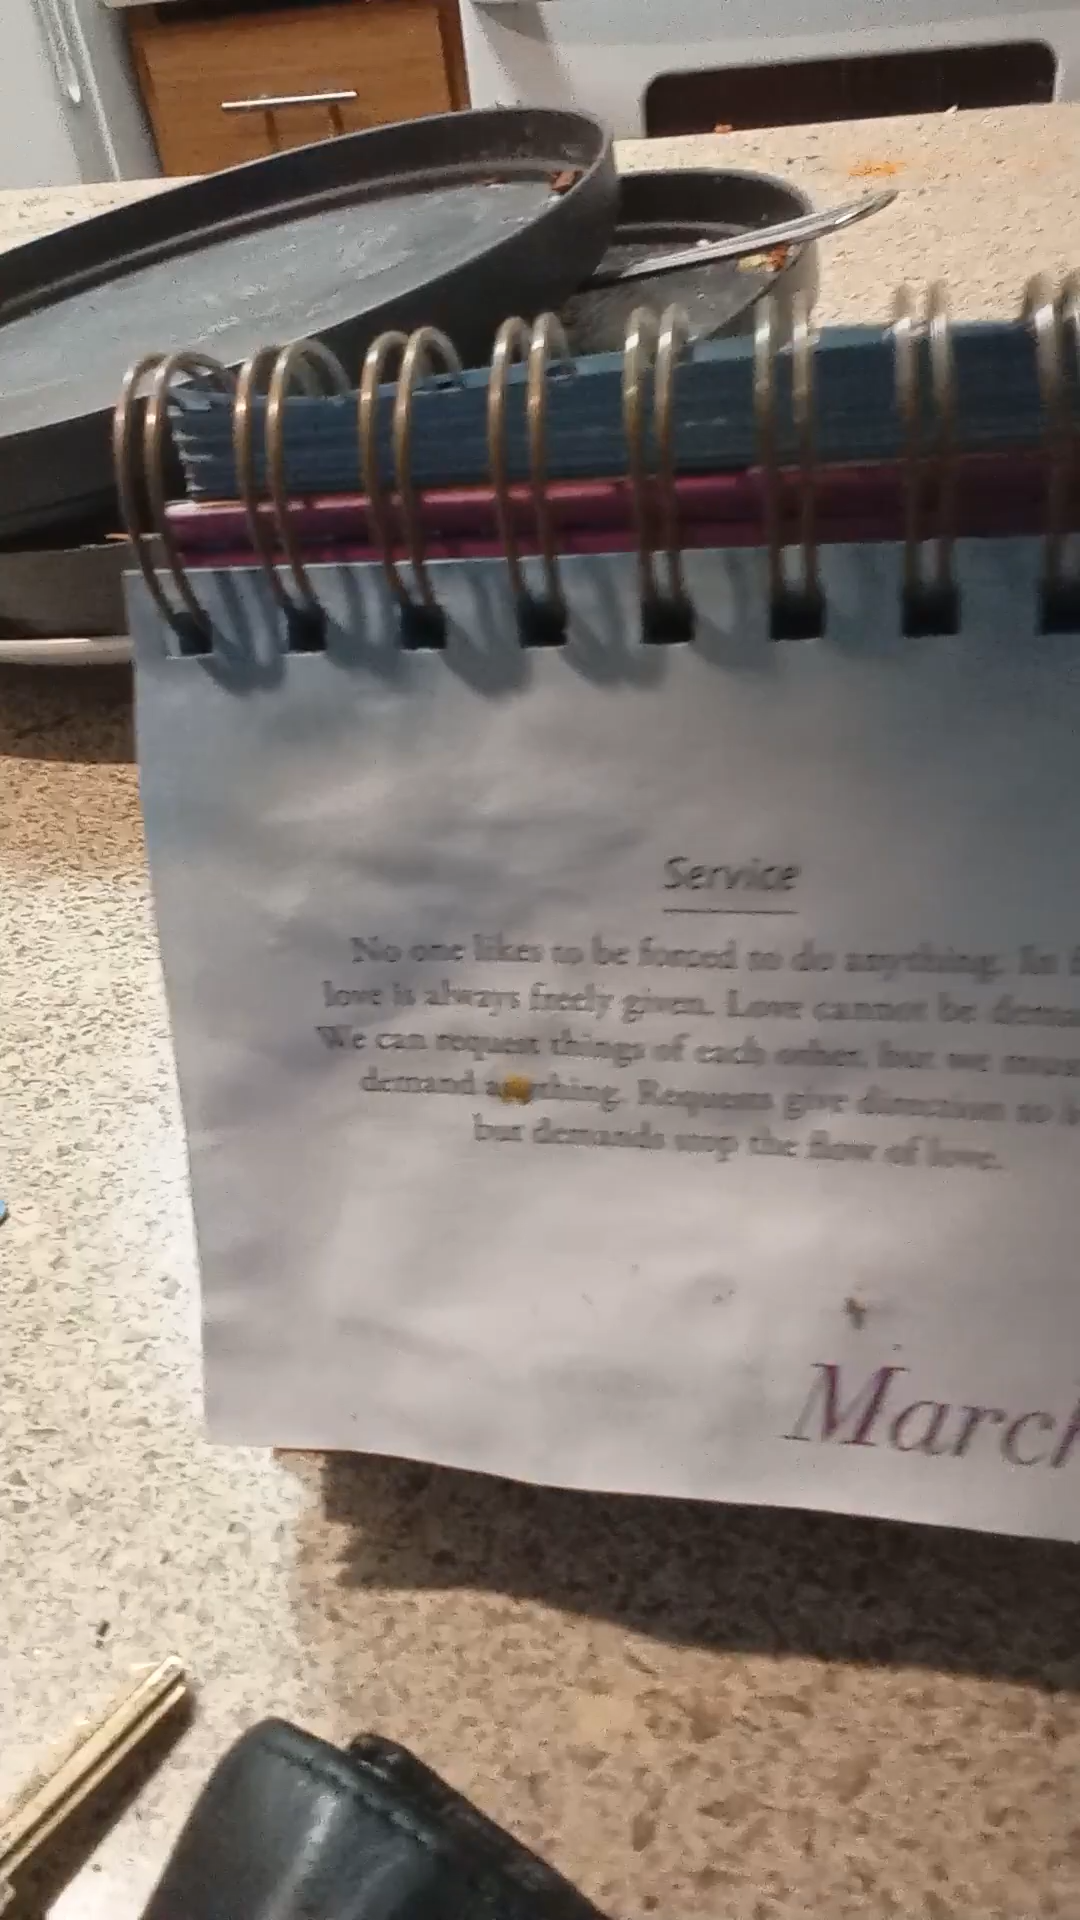 Service
No one likes to be forced to do anything. In
love is always freely given. Love cannot be
We can request things of each other, but we
demand anything. Requests give direction to
but demands stop the flow of love.
March